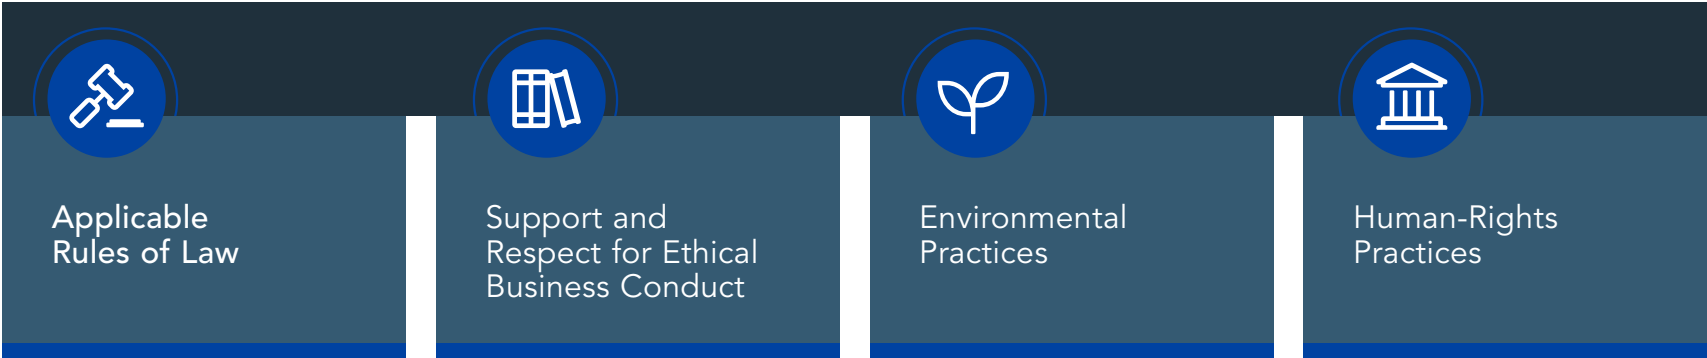 Applicable
Rules of Law
Support and
Respect for Ethical
Business Conduct
Environmental
Practices
Human-Rights
Practices